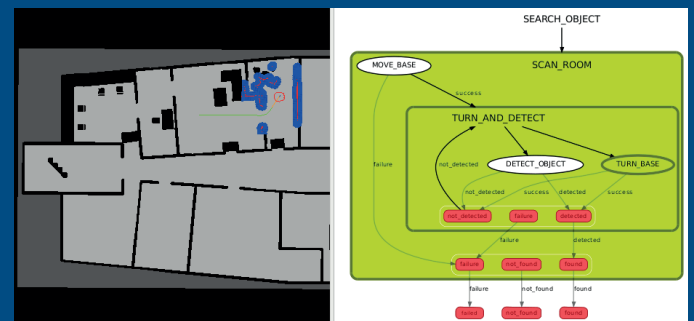 SEARCH_OBJECT
MOVE_BASE
SCAN_ROOM
success
TURN_AND_DETECT
failure
not_detected
DETECT_OBJECT
TURN_BASE
not_detected
success
detected
success
not_detected
failure
detected
failure
detected
failure
not_found
found
failure
not_found
found
failed
not_found
found